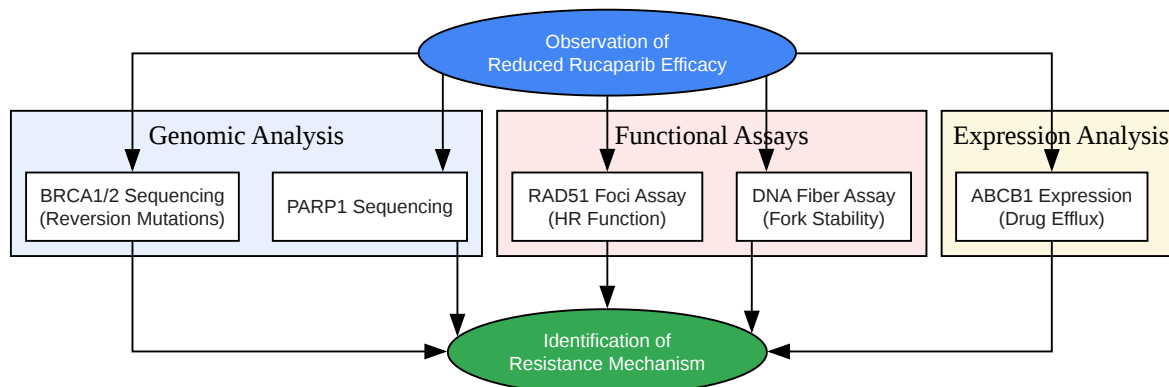 Observation of
Reduced Rucaparib Efficacy
Genomic Analysis
Functional Assays
Expression Analysis
BRCA1/2 Sequencing
(Reversion Mutations)
PARP1 Sequencing
RAD51 Foci Assay
(HR Function)
DNA Fiber Assay
(Fork Stability)
ABCB1 Expression
(Drug Efflux)
Identification of
Resistance Mechanism